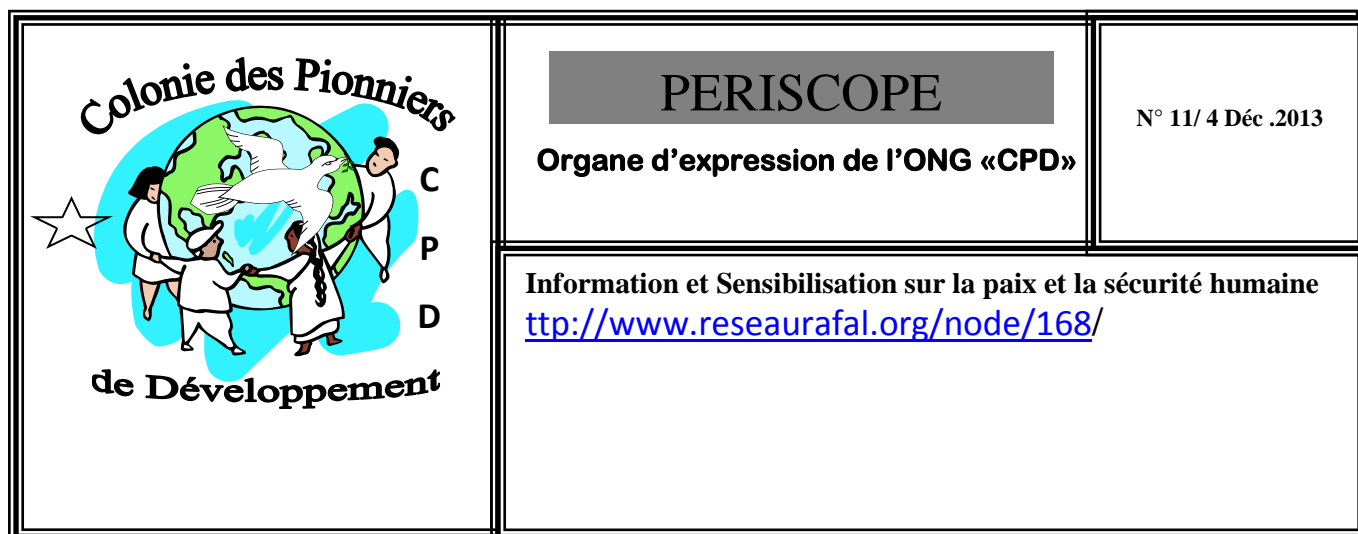 Colonie des Pionniers
C
P
D
de Développement
PERISCOPE
Organe d’expression de l’ONG «CPD»
N° 11/ 4 Déc .2013
Information et Sensibilisation sur la paix et la sécurité humaine
ttp://www.reseaurafal.org/node/168/